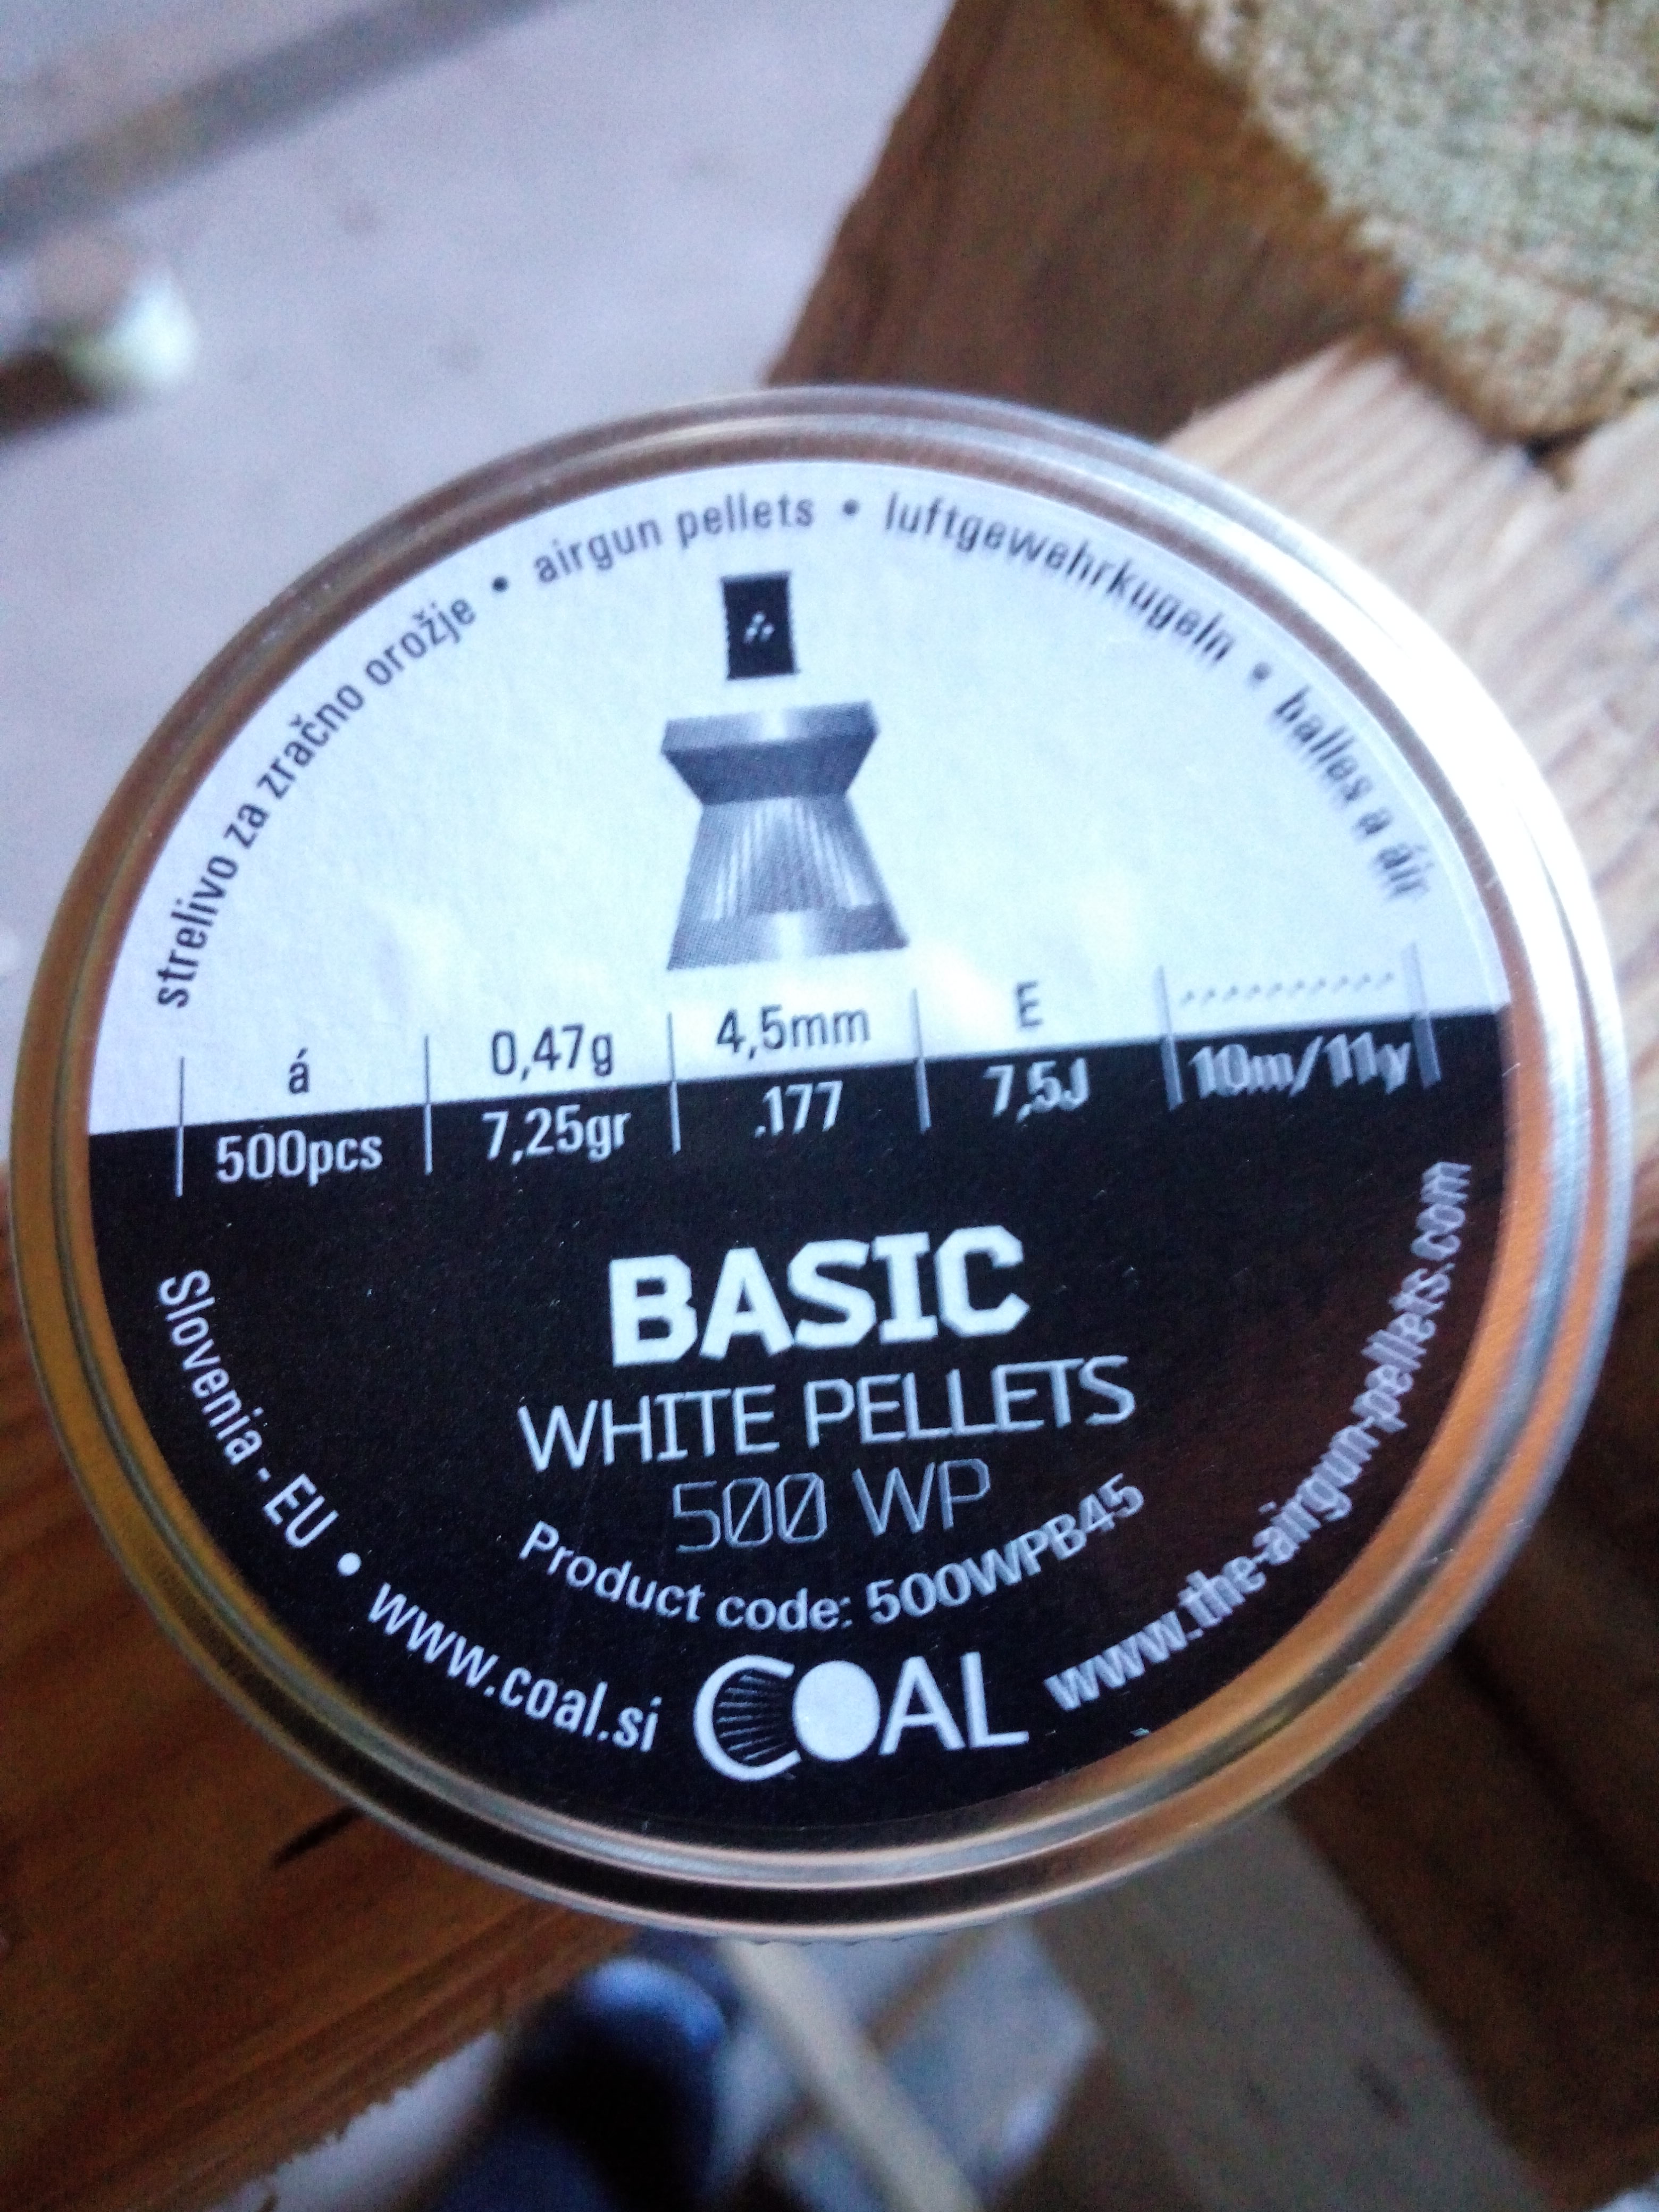 strelivo za zračno orožje • airgun pellets • luftgewehrkugeln • balles a áir
á 0,47g 4,5mm E
500pcs 7,25gr .177 7,5J 10m/11y
BASIC
WHITE PELLETS
500 WP
Product code: 500WPB45
Slovenia - EU • www.coal.si COAL www.the-airgun-pellets.com